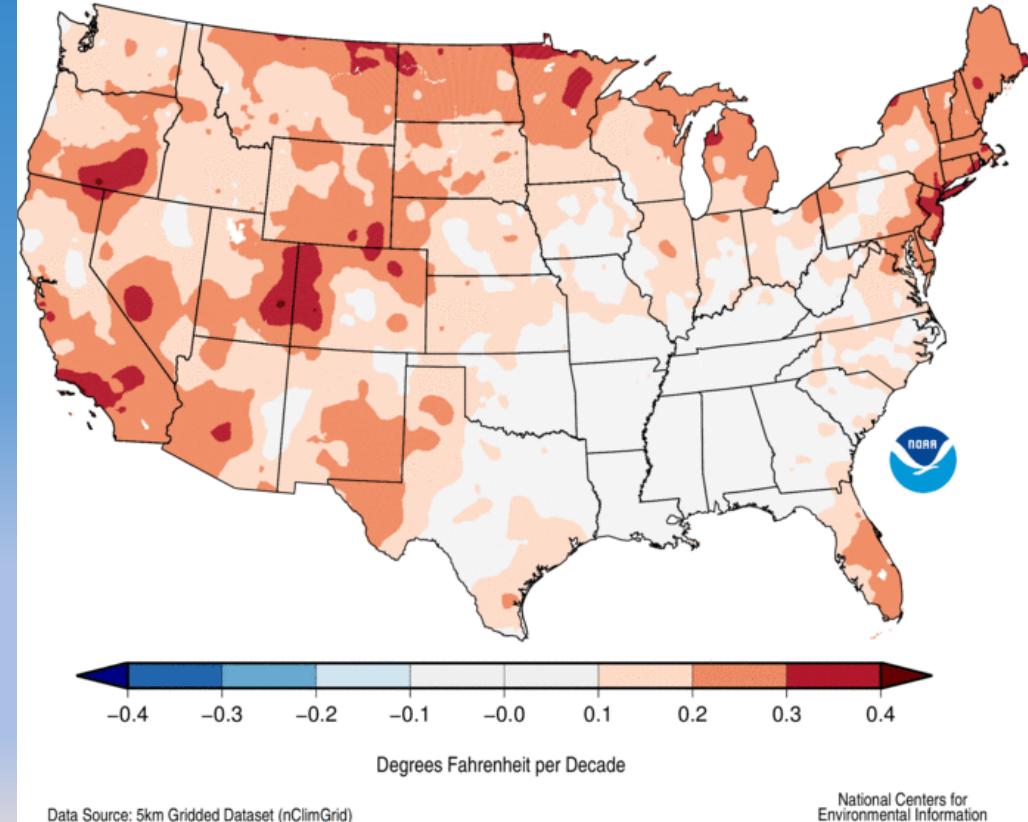 NOAA
−0.4 −0.3 −0.2 −0.1 −0.0 0.1 0.2 0.3 0.4
Degrees Fahrenheit per Decade
Data Source: 5km Gridded Dataset (nClimGrid)
National Centers for
Environmental Information